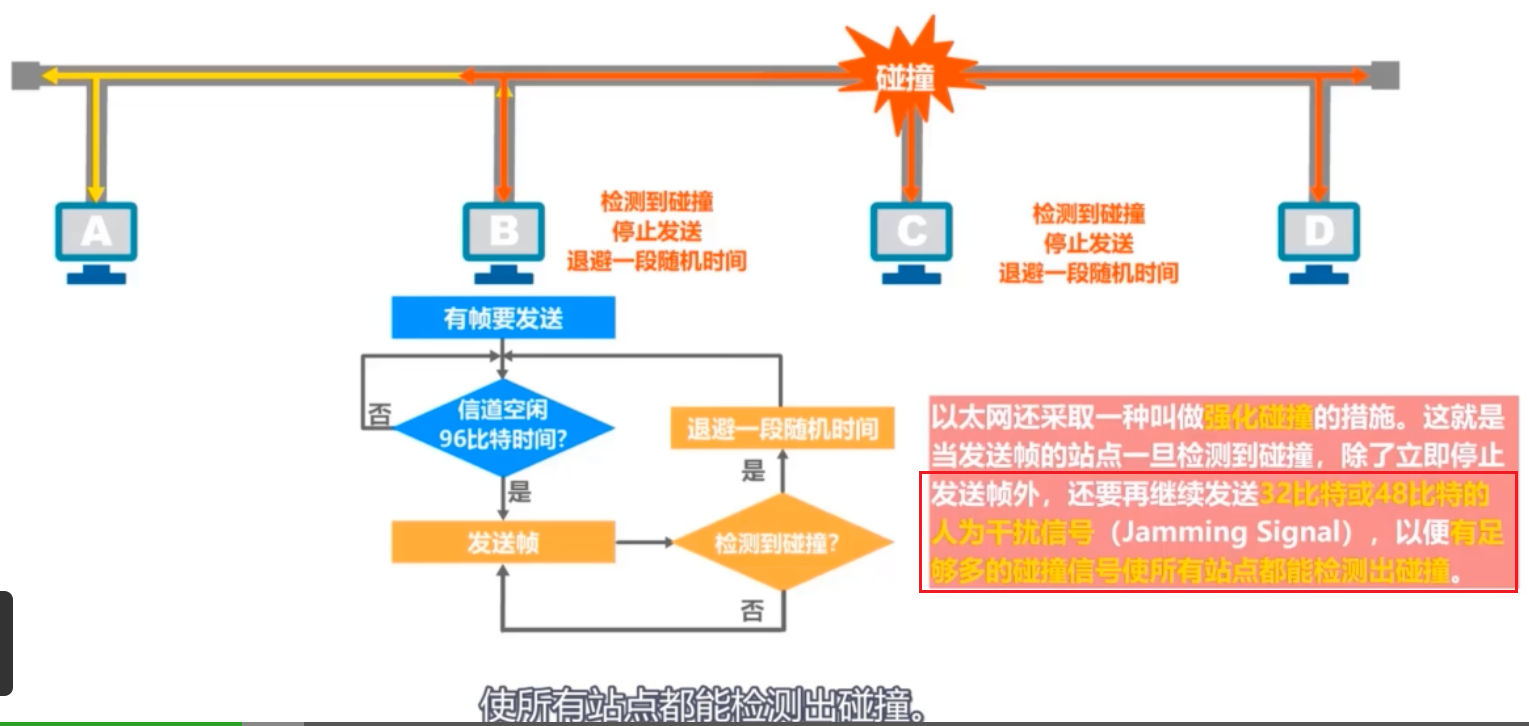 碰撞
A
B
C
D
检测到碰撞
停止发送
退避一段随机时间
检测到碰撞
停止发送
退避一段随机时间
有帧要发送
信道空闲
96比特时间?
否
是
发送帧
检测到碰撞?
是
否
退避一段随机时间
以太网还采取一种叫做强化碰撞的措施。这就是
当发送帧的站点一旦检测到碰撞，除了立即停止
发送帧外，还要再继续发送32比特或48比特的
人为干扰信号（Jamming Signal），以便有足
够多的碰撞信号使所有站点都能检测出碰撞。
使所有站点都能检测出碰撞。